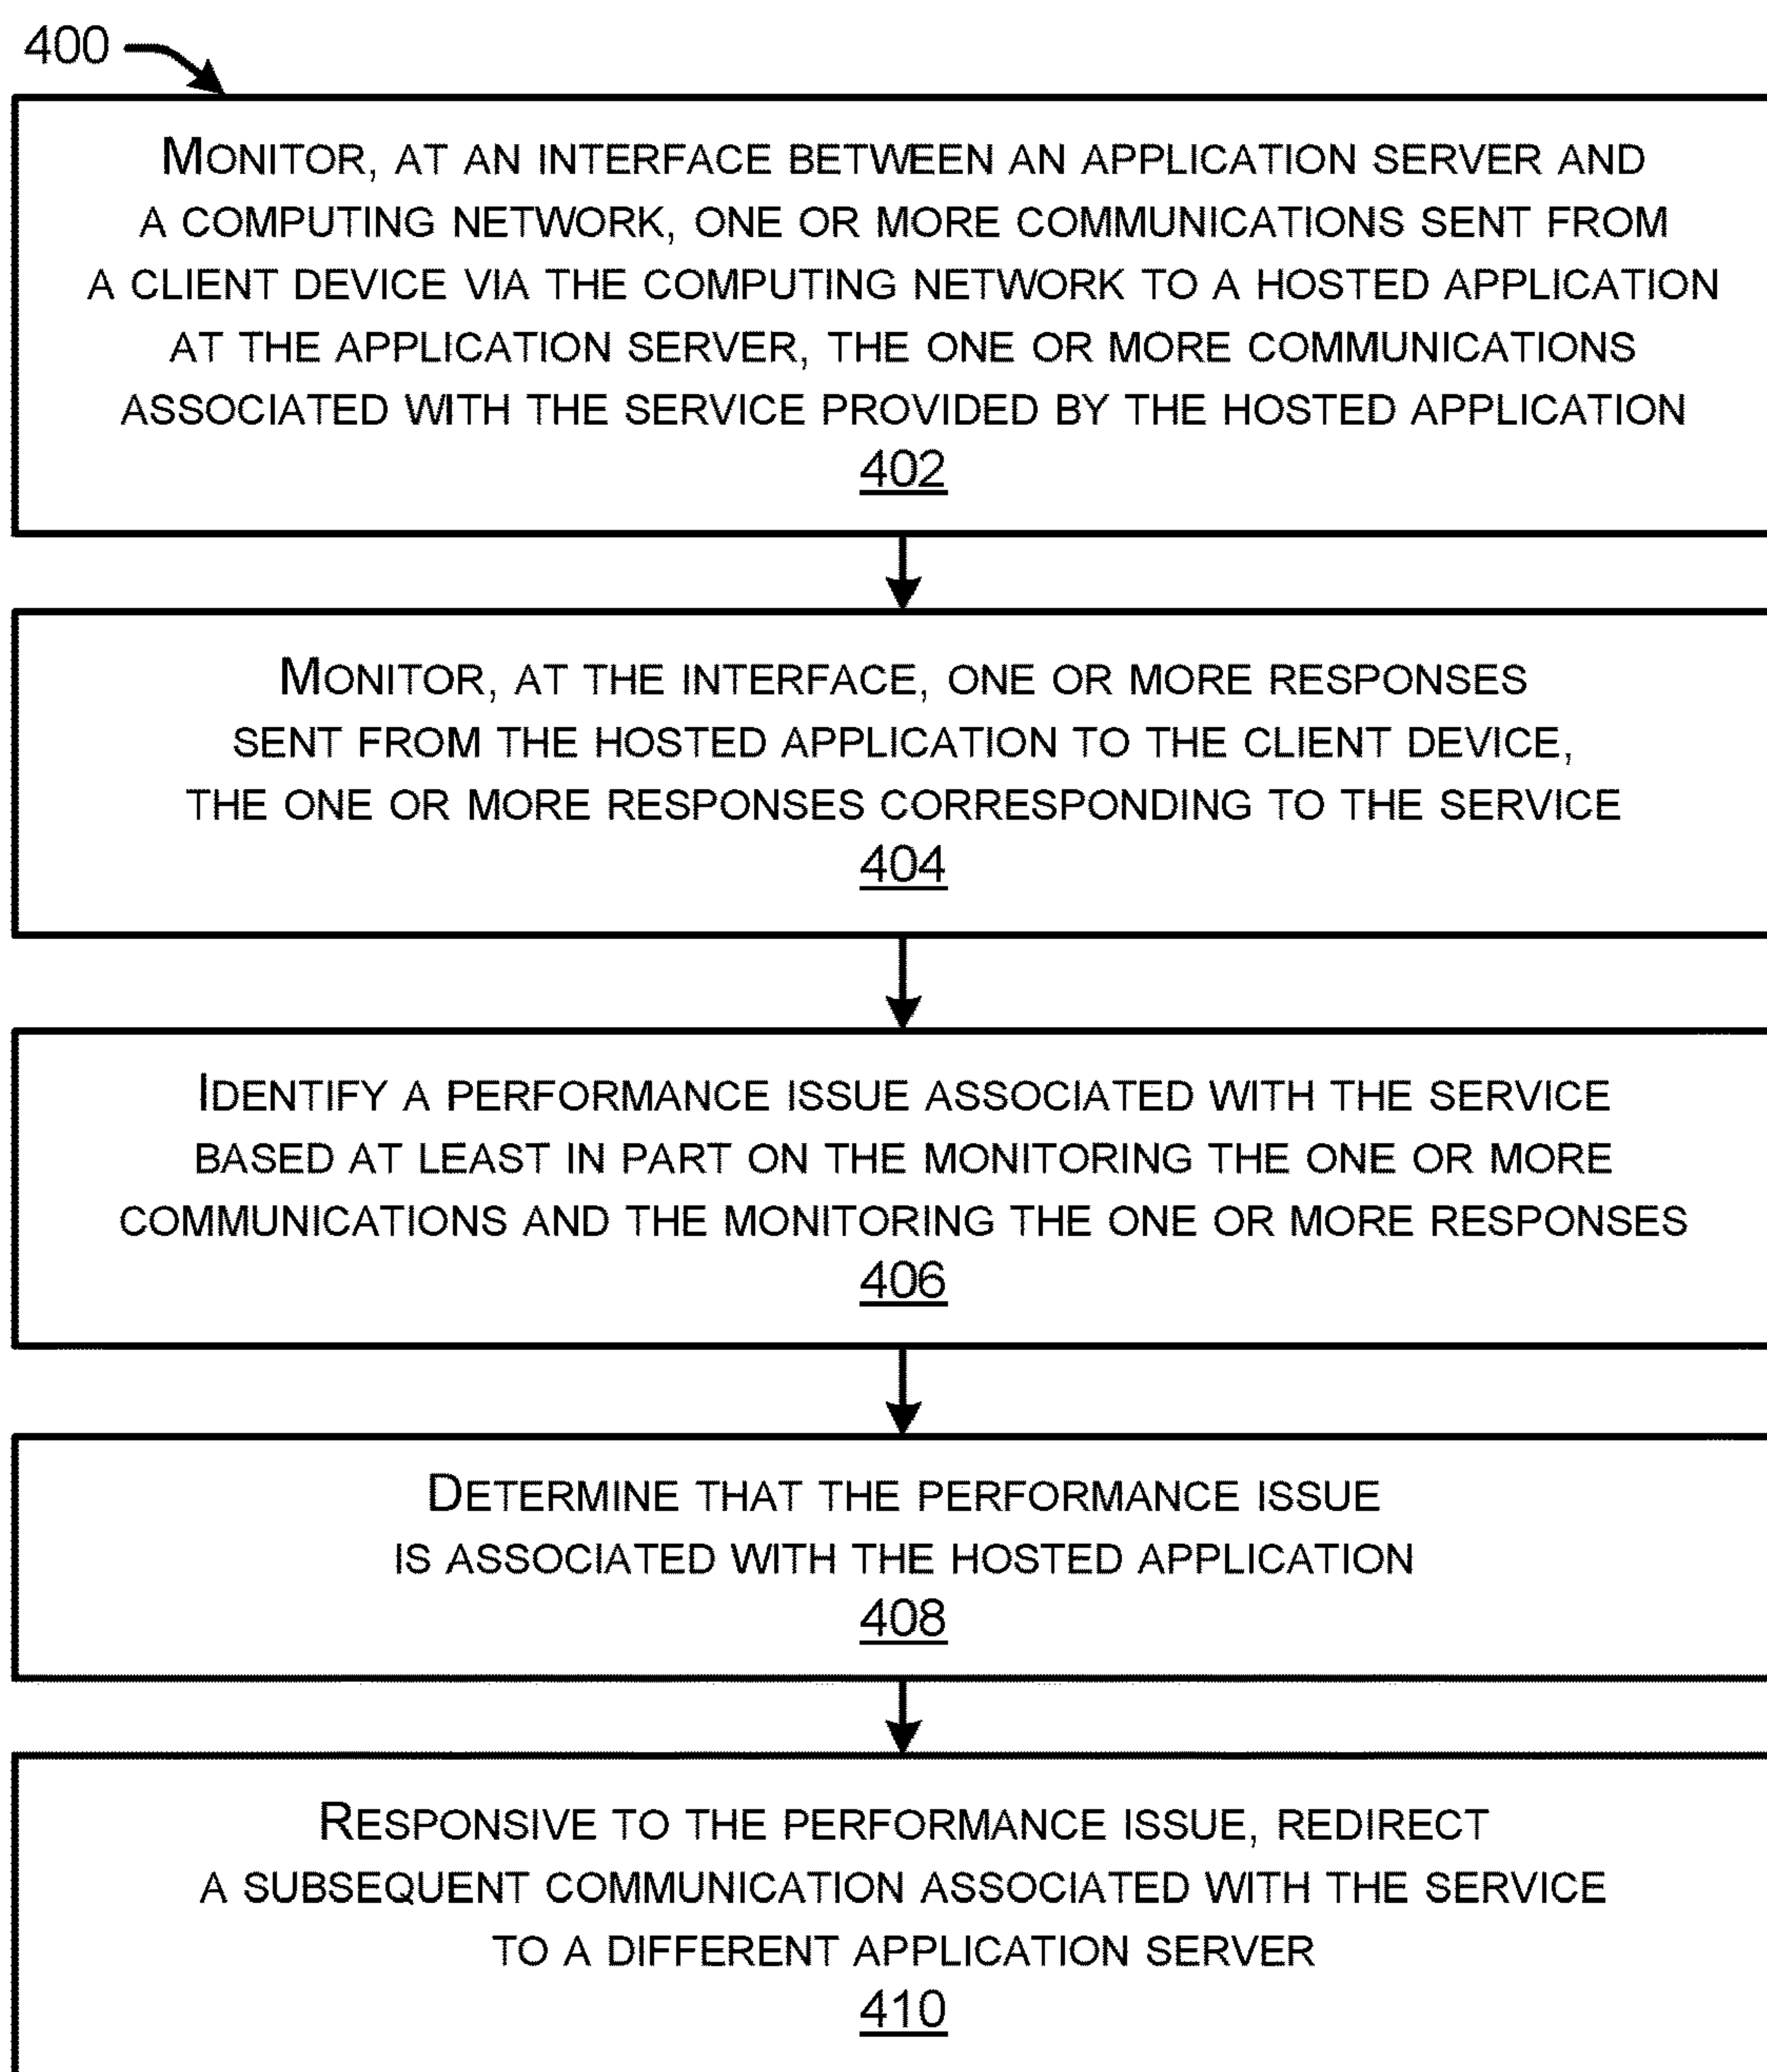 400
MONITOR, AT AN INTERFACE BETWEEN AN APPLICATION SERVER AND
A COMPUTING NETWORK, ONE OR MORE COMMUNICATIONS SENT FROM
A CLIENT DEVICE VIA THE COMPUTING NETWORK TO A HOSTED APPLICATION
AT THE APPLICATION SERVER, THE ONE OR MORE COMMUNICATIONS
ASSOCIATED WITH THE SERVICE PROVIDED BY THE HOSTED APPLICATION
402
MONITOR, AT THE INTERFACE, ONE OR MORE RESPONSES
SENT FROM THE HOSTED APPLICATION TO THE CLIENT DEVICE,
THE ONE OR MORE RESPONSES CORRESPONDING TO THE SERVICE
404
IDENTIFY A PERFORMANCE ISSUE ASSOCIATED WITH THE SERVICE
BASED AT LEAST IN PART ON THE MONITORING THE ONE OR MORE
COMMUNICATIONS AND THE MONITORING THE ONE OR MORE RESPONSES
406
DETERMINE THAT THE PERFORMANCE ISSUE
IS ASSOCIATED WITH THE HOSTED APPLICATION
408
RESPONSIVE TO THE PERFORMANCE ISSUE, REDIRECT
A SUBSEQUENT COMMUNICATION ASSOCIATED WITH THE SERVICE
TO A DIFFERENT APPLICATION SERVER
410